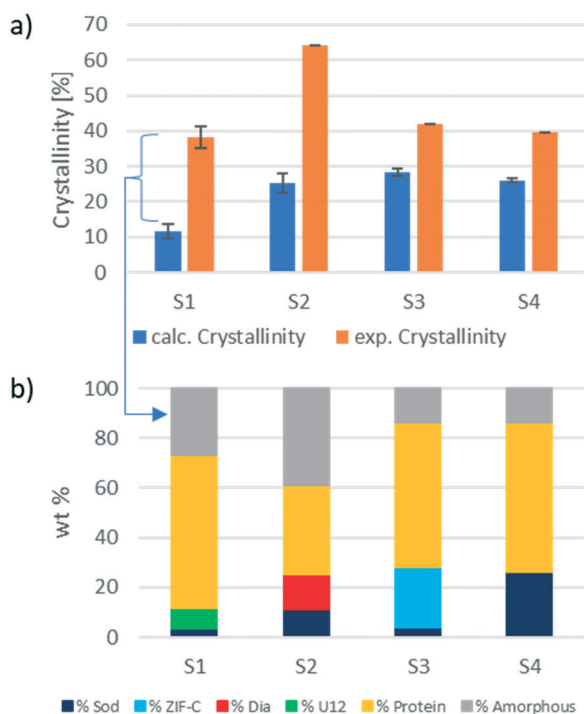 a)
Crystallinity [%]
70
60
50
40
30
20
10
0
S1 S2 S3 S4
calc. Crystallinity exp. Crystallinity
b)
wt %
100
80
60
40
20
0
S1 S2 S3 S4
% Sod % ZIF-C % Dia % U12 % Protein % Amorphous